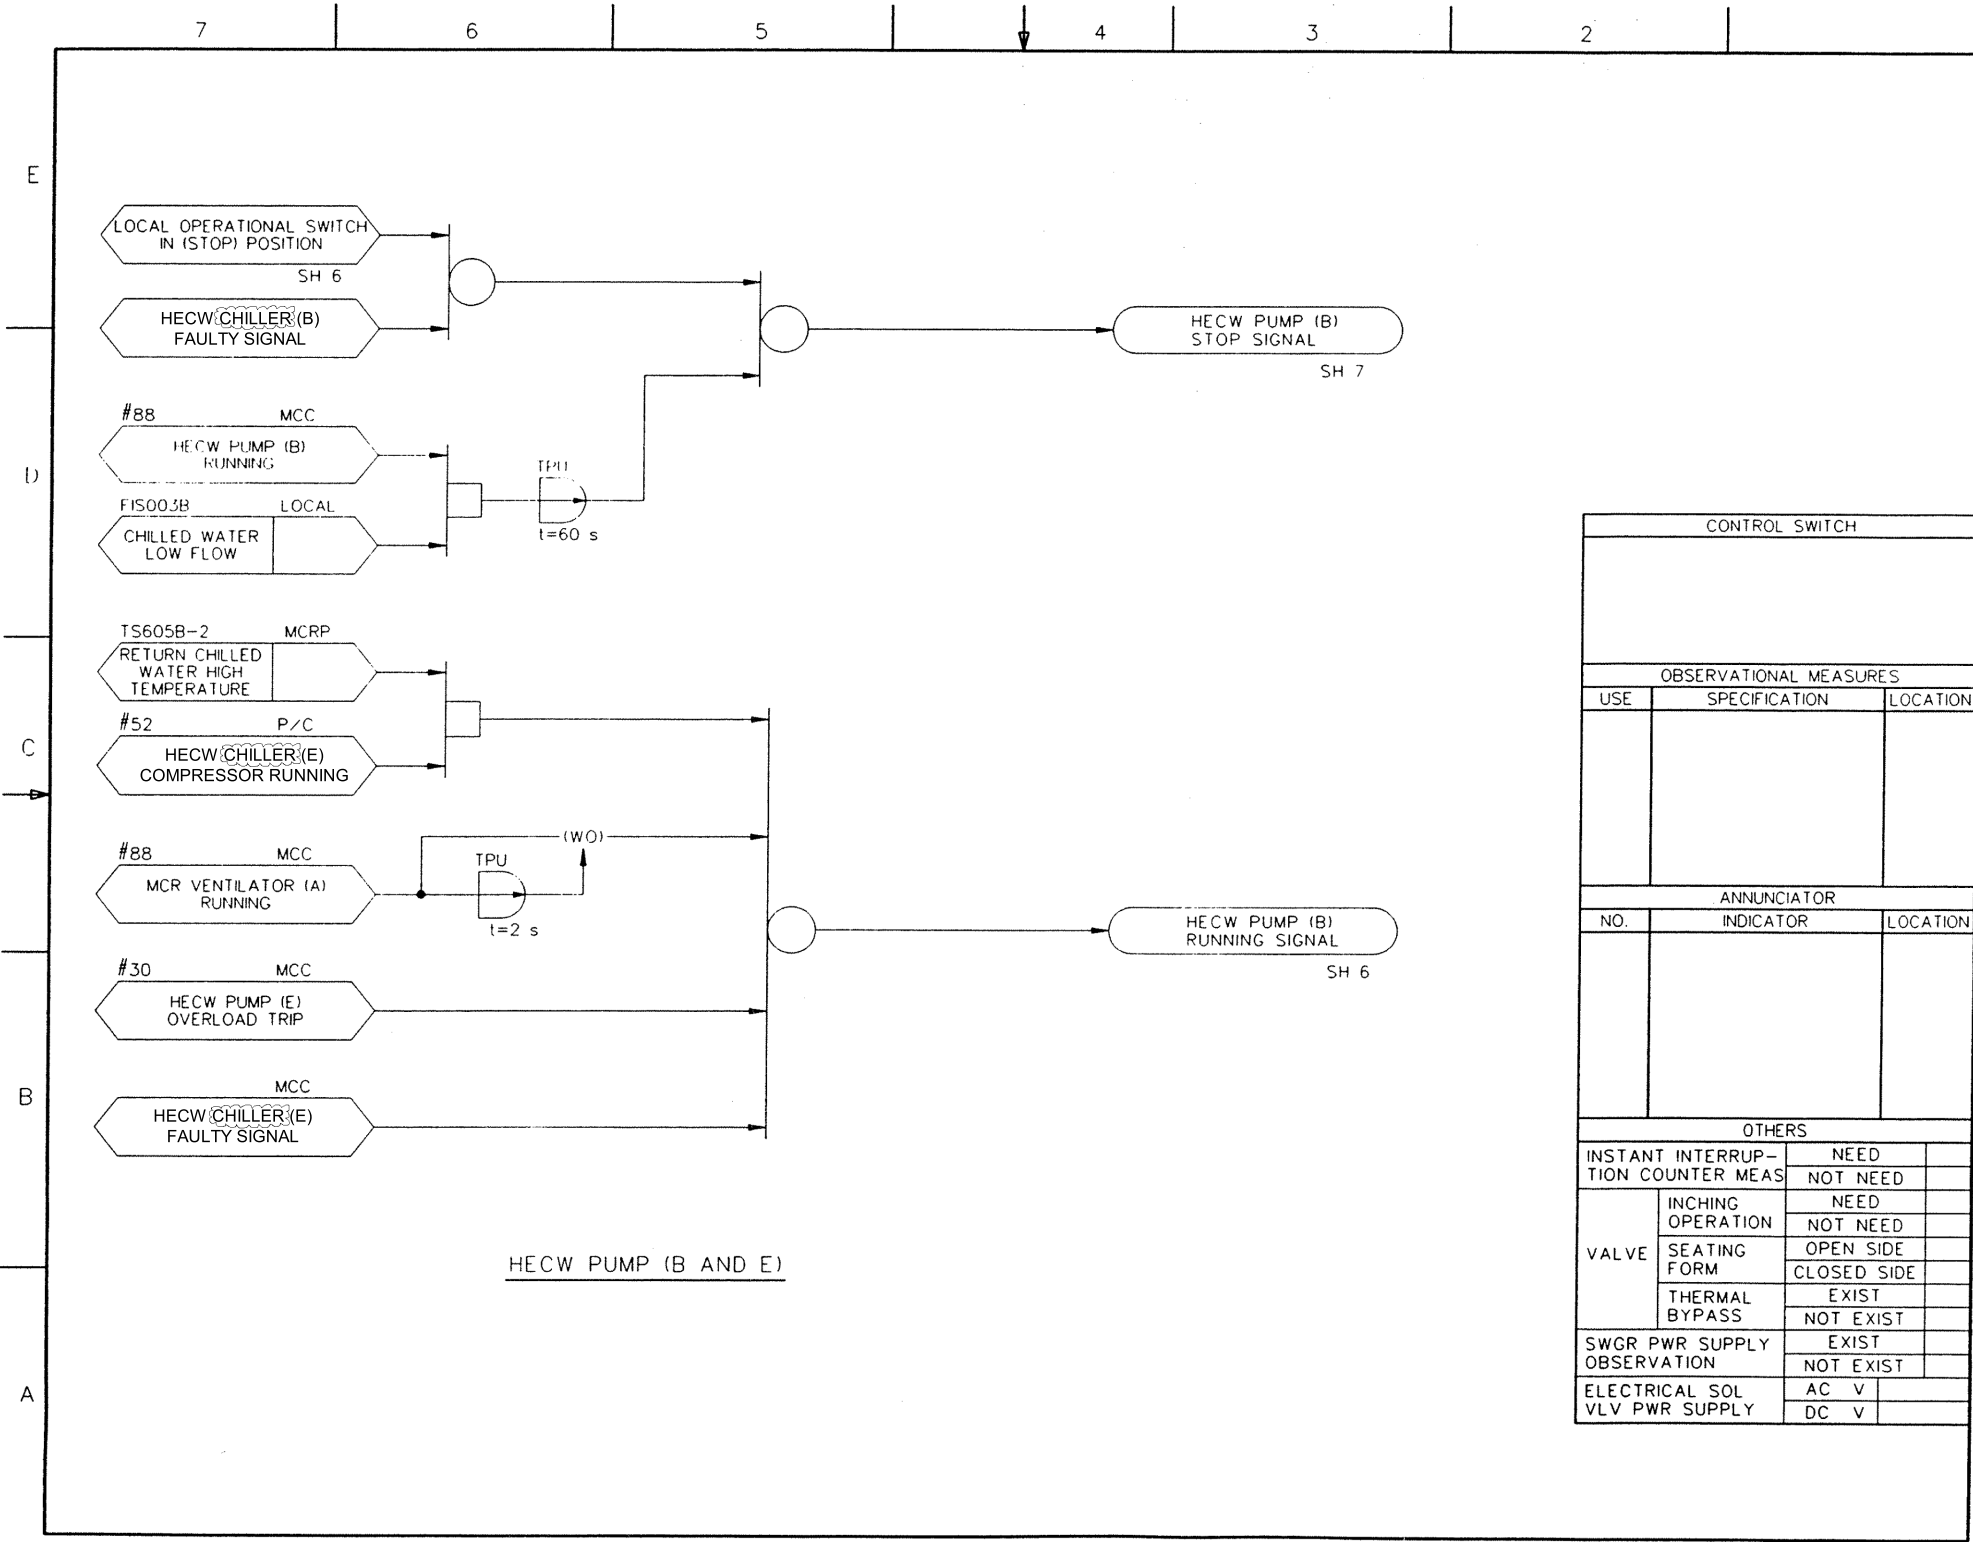 7 6 5 4 3 2
E
D
C
B
A
LOCAL OPERATIONAL SWITCH
IN (STOP) POSITION
SH 6
HECW CHILLER (B)
FAULTY SIGNAL
HECW PUMP (B)
STOP SIGNAL
SH 7
#88 MCC
HECW PUMP (B)
RUNNING
TPU
t=60 s
FIS003B LOCAL
CHILLED WATER
LOW FLOW
TS605B-2 MCRP
RETURN CHILLED
WATER HIGH
TEMPERATURE
#52 P/C
HECW CHILLER (E)
COMPRESSOR RUNNING
(WO)
#88 MCC
MCR VENTILATOR (A)
RUNNING
TPU
t=2 s
HECW PUMP (B)
RUNNING SIGNAL
SH 6
#30 MCC
HECW PUMP (E)
OVERLOAD TRIP
MCC
HECW CHILLER (E)
FAULTY SIGNAL
HECW PUMP (B AND E)
CONTROL SWITCH
OBSERVATIONAL MEASURES
USE SPECIFICATION LOCATION
ANNUNCIATOR
NO. INDICATOR LOCATION
OTHERS
INSTANT INTERRUP-
TION COUNTER MEAS
NEED
NOT NEED
VALVE
INCHING
OPERATION
NEED
NOT NEED
SEATING
FORM
OPEN SIDE
CLOSED SIDE
THERMAL
BYPASS
EXIST
NOT EXIST
SWGR PWR SUPPLY
OBSERVATION
EXIST
NOT EXIST
ELECTRICAL SOL
VLV PWR SUPPLY
AC V
DC V